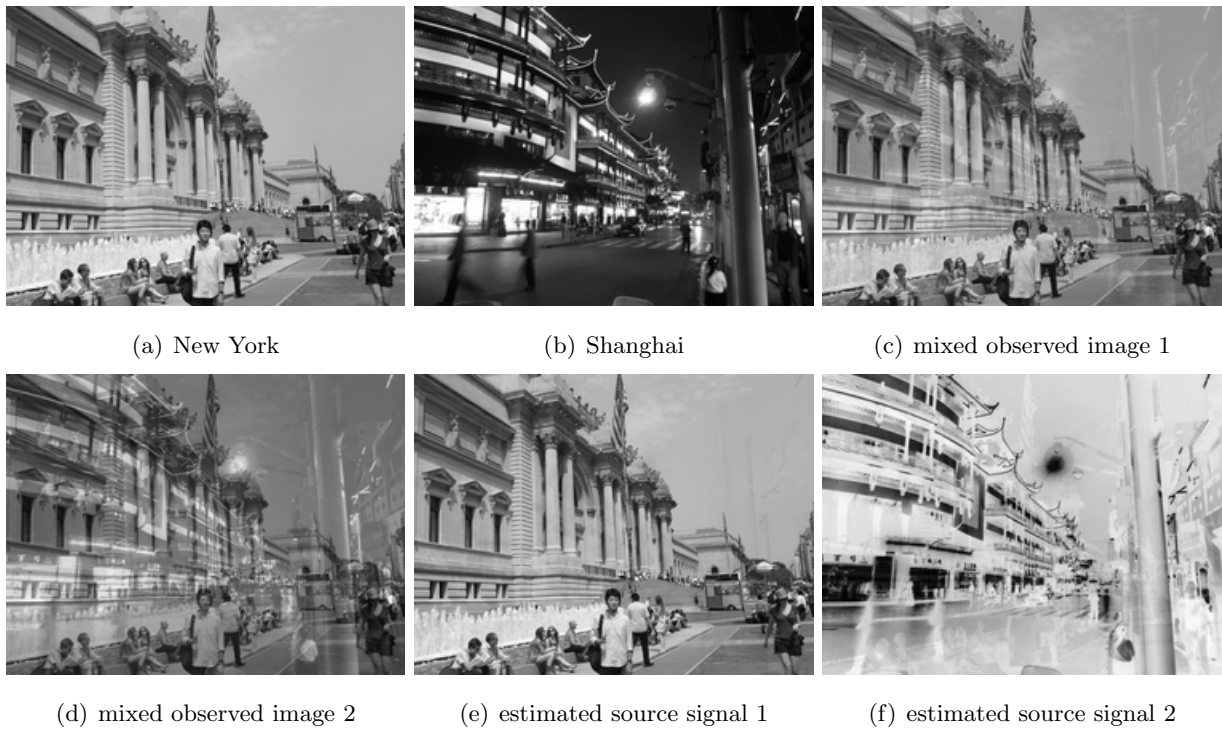 (a) New York
(b) Shanghai
(c) mixed observed image 1
(d) mixed observed image 2
(e) estimated source signal 1
(f) estimated source signal 2